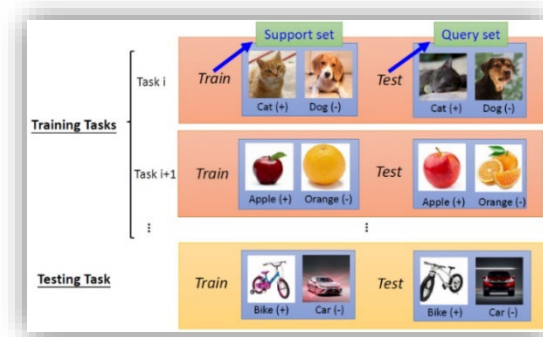 Support set
Query set
Task i
Train
Test
Cat (+)
Dog (-)
Cat (+)
Dog (-)
Training Tasks
Task i+1
Train
Test
Apple (+)
Orange (-)
Apple (+)
Orange (-)
Testing Task
Train
Test
Bike (+)
Car (-)
Bike (+)
Car (-)